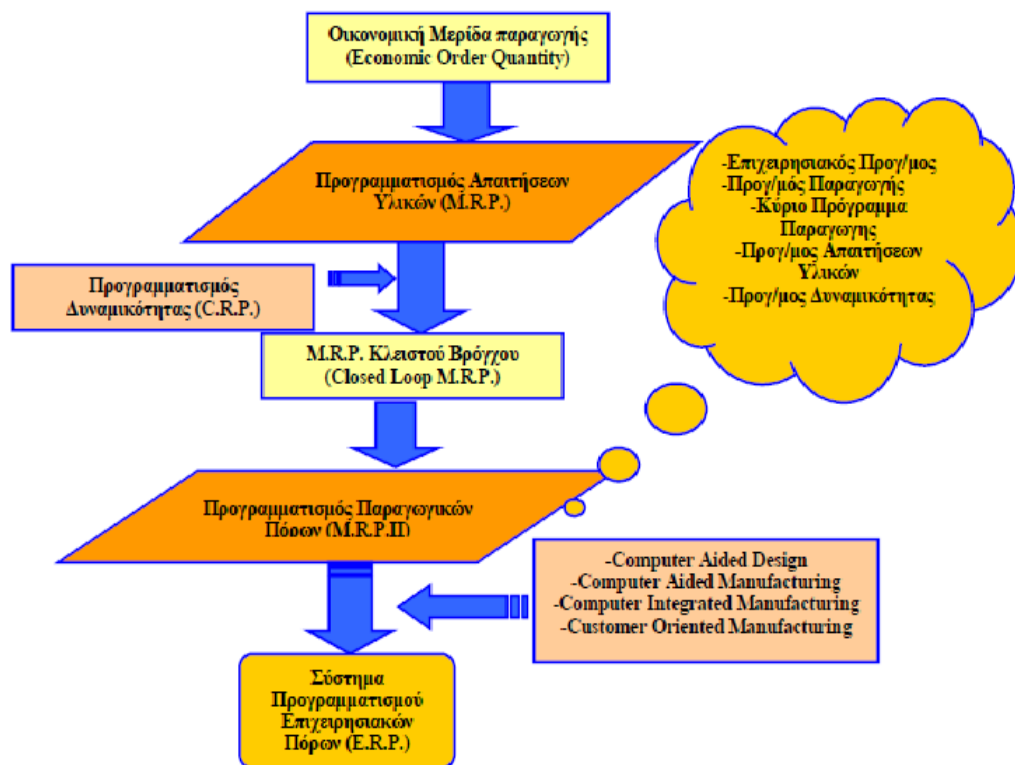 Οικονομική Μερίδα παραγωγής
(Economic Order Quantity)
Προγραμματισμός Απαιτήσεων
Υλικών (M.R.P.)
-Επιχειρησιακός Προγ/μος
-Προγ/μός Παραγωγής
-Κύριο Πρόγραμμα
Παραγωγης
-Προγ/μος Απαιτήσεων
Υλικών
-Προγ/μος Δυναμικότητας
Προγραμματισμός
Δυναμικότητας (C.R.P.)
M.R.P. Κλειστού Βρόγχου
(Closed Loop M.R.P.)
Προγραμματισμός Παραγωγικών
Πόρων (M.R.P.II)
-Computer Aided Design
-Computer Aided Manufacturing
-Computer Integrated Manufacturing
-Customer Oriented Manufacturing
Σύστημα
Προγραμματισμού
Επιχειρησιακών
Πόρων (E.R.P.)